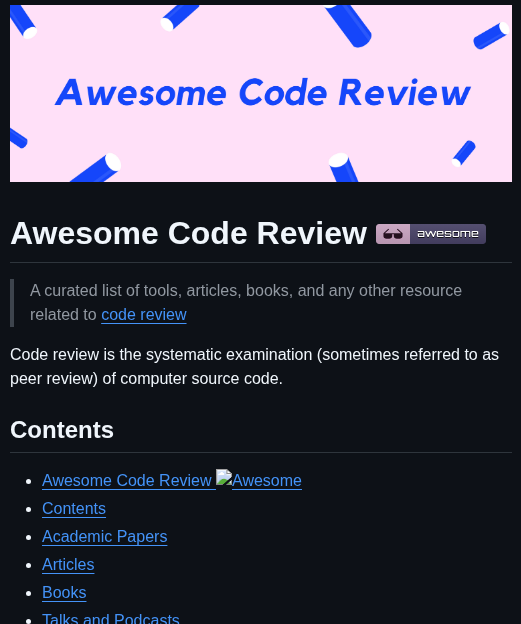 Awesome Code Review
Awesome Code Review awesome
A curated list of tools, articles, books, and any other resource
related to code review
Code review is the systematic examination (sometimes referred to as
peer review) of computer source code.
Contents
Awesome Code Review Awesome
Contents
Academic Papers
Articles
Books
Talks and Podcasts